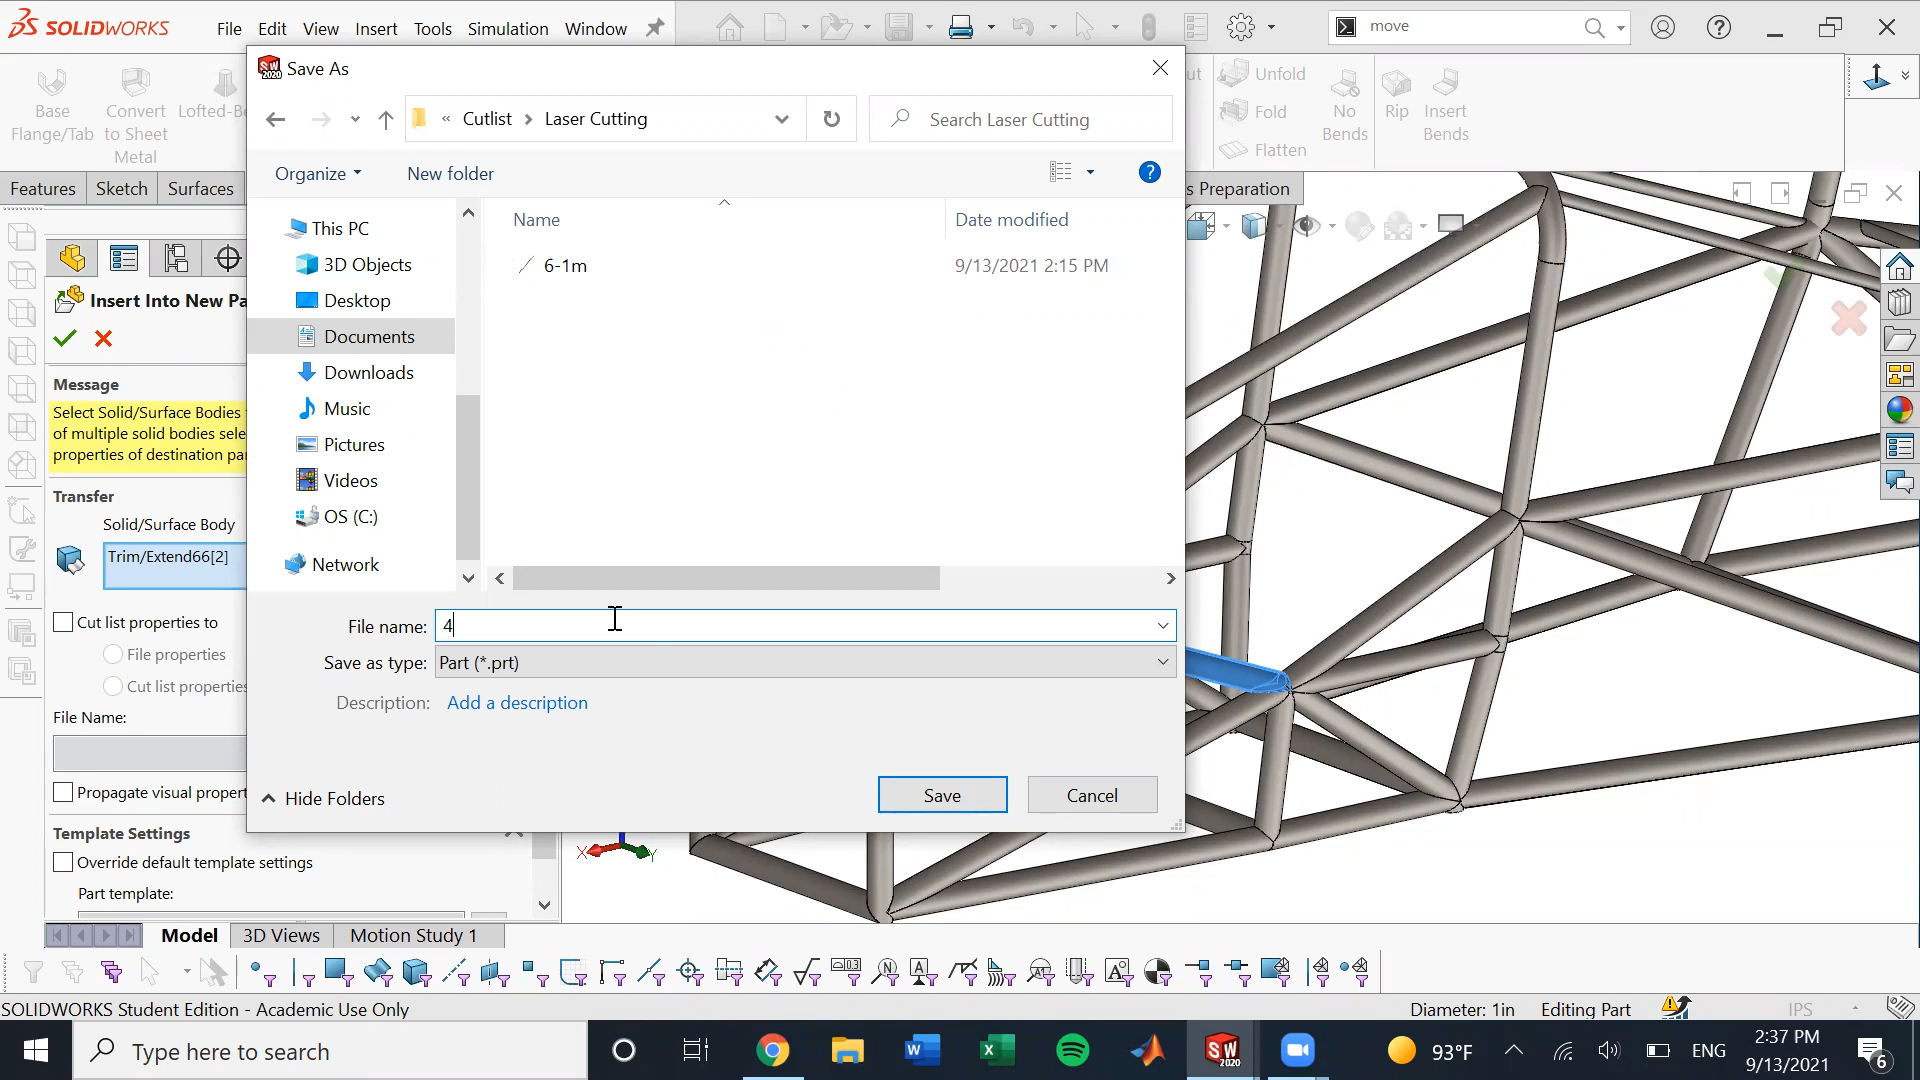 SOLIDWORKS
File Edit View Insert Tools Simulation Window
move
Base Flange/Tab
Convert to Sheet Metal
Lofted-Be
Unfold
Fold
Flatten
No Bends
Rip
Insert Bends
Features Sketch Surfaces
s Preparation
Insert Into New Pa
Message
Select Solid/Surface Bodies
of multiple solid bodies sele
properties of destination pa
Transfer
Solid/Surface Body
Trim/Extend66[2]
Cut list properties to
File properties
Cut list properties
File Name:
Propagate visual propert
Template Settings
Override default template settings
Part template:
SW 2020 Save As
« Cutlist > Laser Cutting
Search Laser Cutting
Organize New folder
This PC
3D Objects
Desktop
Documents
Downloads
Music
Pictures
Videos
OS (C:)
Network
Name Date modified
6-1m 9/13/2021 2:15 PM
File name: 4
Save as type: Part (*.prt)
Description: Add a description
Hide Folders
Save Cancel
X Y
Model 3D Views Motion Study 1
SOLIDWORKS Student Edition - Academic Use Only
Diameter: 1in Editing Part IPS
Type here to search
93°F ENG
2:37 PM
9/13/2021
6